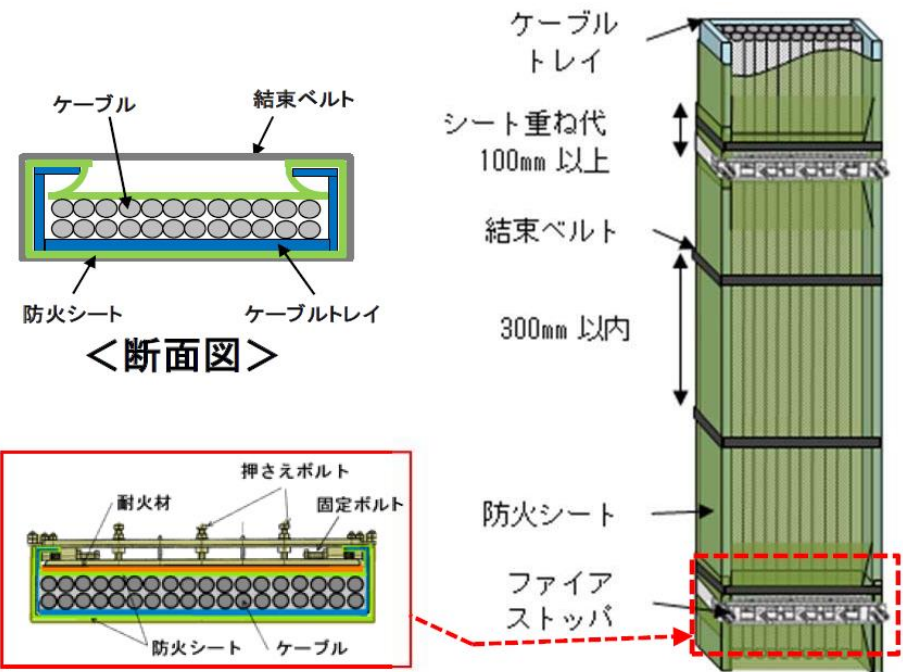 ケーブル
結束ベルト
防火シート
ケーブルトレイ
＜断面図＞
ケーブル
トレイ
シート重ね代
100mm 以上
結束ベルト
300mm 以内
防火シート
ファイア
ストッパ
押さえボルト
耐火材
固定ボルト
防火シート
ケーブル